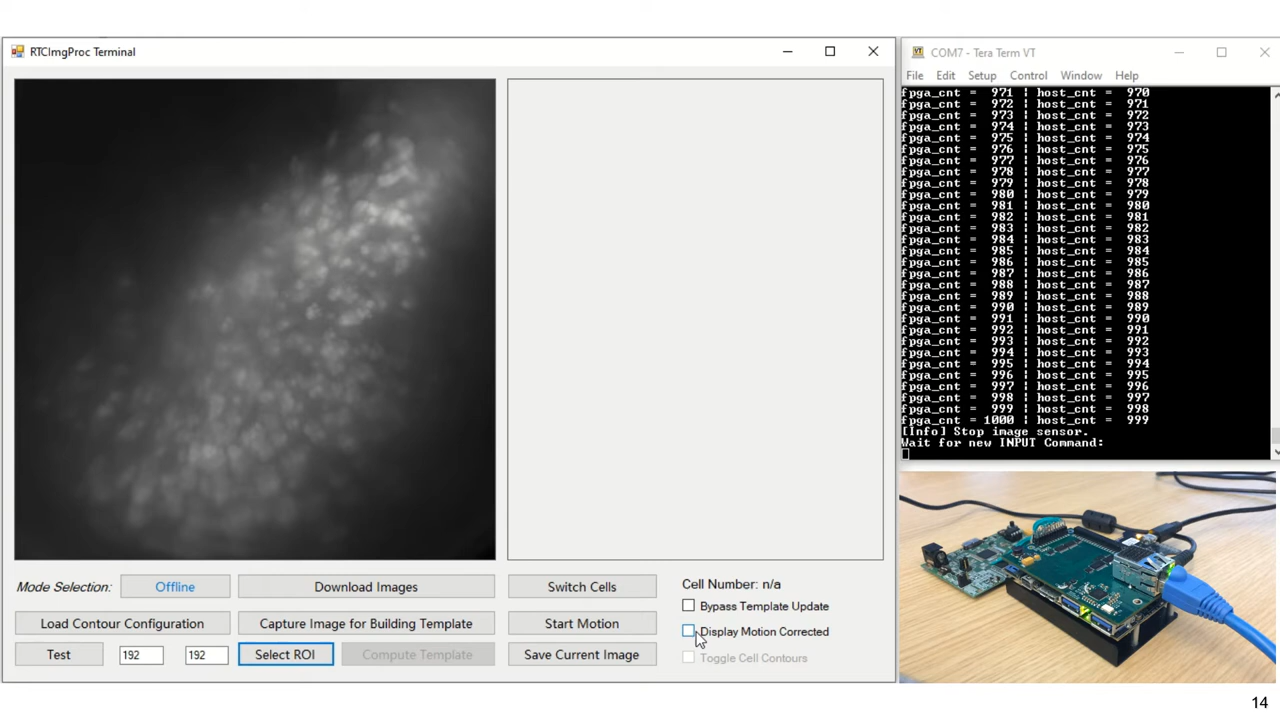 RTCImgProc Terminal
Mode Selection: Offline Download Images
Load Contour Configuration Capture Image for Building Template
Test 192 192 Select ROI Compute Template
Switch Cells
Start Motion
Save Current Image
Cell Number: n/a
Bypass Template Update
Display Motion Corrected
Toggle Cell Contours
COM7 - Tera Term VT
File Edit Setup Control Window Help
fpga_cnt = 971 ¦ host_cnt = 970
fpga_cnt = 972 ¦ host_cnt = 971
fpga_cnt = 973 ¦ host_cnt = 972
fpga_cnt = 974 ¦ host_cnt = 973
fpga_cnt = 975 ¦ host_cnt = 974
fpga_cnt = 976 ¦ host_cnt = 975
fpga_cnt = 977 ¦ host_cnt = 976
fpga_cnt = 978 ¦ host_cnt = 977
fpga_cnt = 979 ¦ host_cnt = 978
fpga_cnt = 980 ¦ host_cnt = 979
fpga_cnt = 981 ¦ host_cnt = 980
fpga_cnt = 982 ¦ host_cnt = 981
fpga_cnt = 983 ¦ host_cnt = 982
fpga_cnt = 984 ¦ host_cnt = 983
fpga_cnt = 985 ¦ host_cnt = 984
fpga_cnt = 986 ¦ host_cnt = 985
fpga_cnt = 987 ¦ host_cnt = 986
fpga_cnt = 988 ¦ host_cnt = 987
fpga_cnt = 989 ¦ host_cnt = 988
fpga_cnt = 990 ¦ host_cnt = 989
fpga_cnt = 991 ¦ host_cnt = 990
fpga_cnt = 992 ¦ host_cnt = 991
fpga_cnt = 993 ¦ host_cnt = 992
fpga_cnt = 994 ¦ host_cnt = 993
fpga_cnt = 995 ¦ host_cnt = 994
fpga_cnt = 996 ¦ host_cnt = 995
fpga_cnt = 997 ¦ host_cnt = 996
fpga_cnt = 998 ¦ host_cnt = 997
fpga_cnt = 999 ¦ host_cnt = 998
fpga_cnt = 1000 ¦ host_cnt = 999
[Info] Stop image sensor.
Wait for new INPUT Command:
14